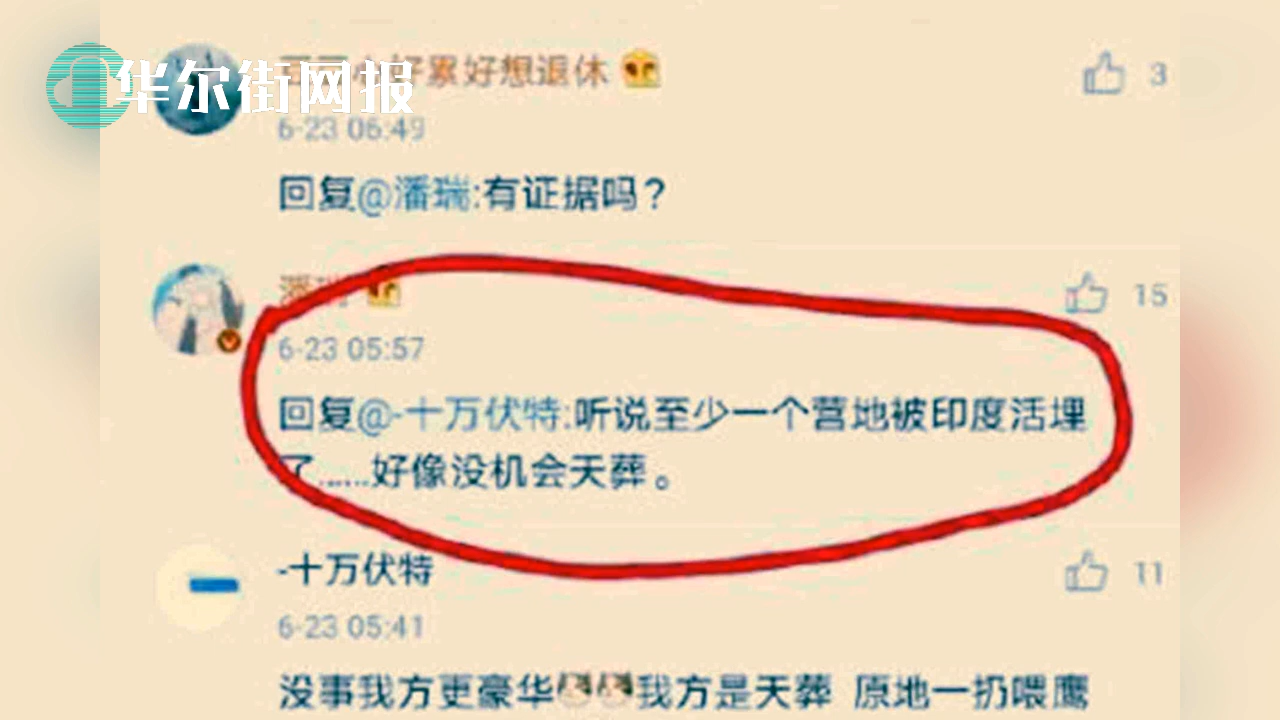 华尔街网报
累好想退休
3
6-23 06:49
回复@潘瑞:有证据吗?
潘瑞
15
6-23 05:57
回复@-十万伏特:听说至少一个营地被印度活埋
了......好像没机会天葬。
-十万伏特
11
6-23 05:41
没事我方更豪华 我方是天葬 原地一扔喂鹰